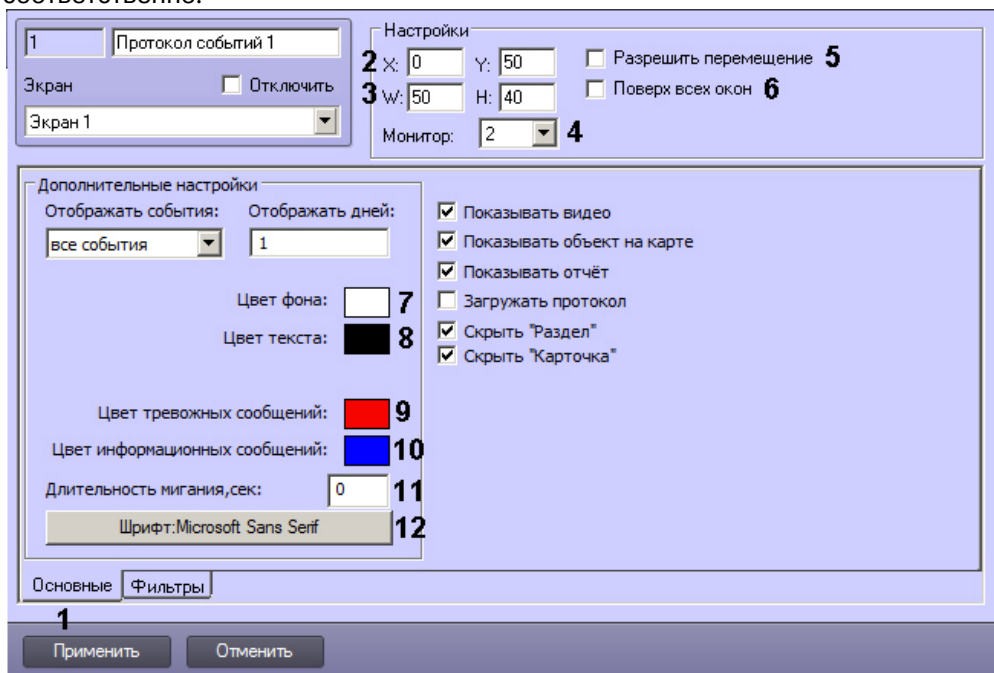 соответственно.
1 Протокол событий 1
Экран Отключить
Экран 1
Настройки
2 X: 0 Y: 50 Разрешить перемещение 5
3 W: 50 H: 40 Поверх всех окон 6
Монитор: 2 4
Дополнительные настройки
Отображать события: Отображать дней:
все события 1
Цвет фона: 7
Цвет текста: 8
Цвет тревожных сообщений: 9
Цвет информационных сообщений: 10
Длительность мигания,сек: 0 11
Шрифт:Microsoft Sans Serif 12
Показывать видео
Показывать объект на карте
Показывать отчёт
Загружать протокол
Скрыть "Раздел"
Скрыть "Карточка"
Основные Фильтры
1
Применить Отменить